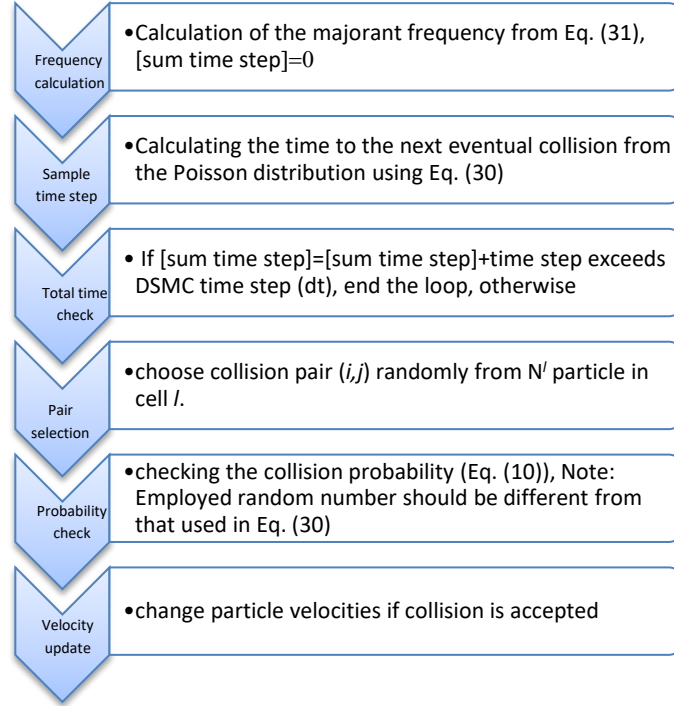 Frequency
calculation
•Calculation of the majorant frequency from Eq. (31),
[sum time step]=0
Sample
time step
•Calculating the time to the next eventual collision from
the Poisson distribution using Eq. (30)
Total time
check
• If [sum time step]=[sum time step]+time step exceeds
DSMC time step (dt), end the loop, otherwise
Pair
selection
•choose collision pair (i,j) randomly from Nˡ particle in
cell l.
Probability
check
•checking the collision probability (Eq. (10)), Note:
Employed random number should be different from
that used in Eq. (30)
Velocity
update
•change particle velocities if collision is accepted